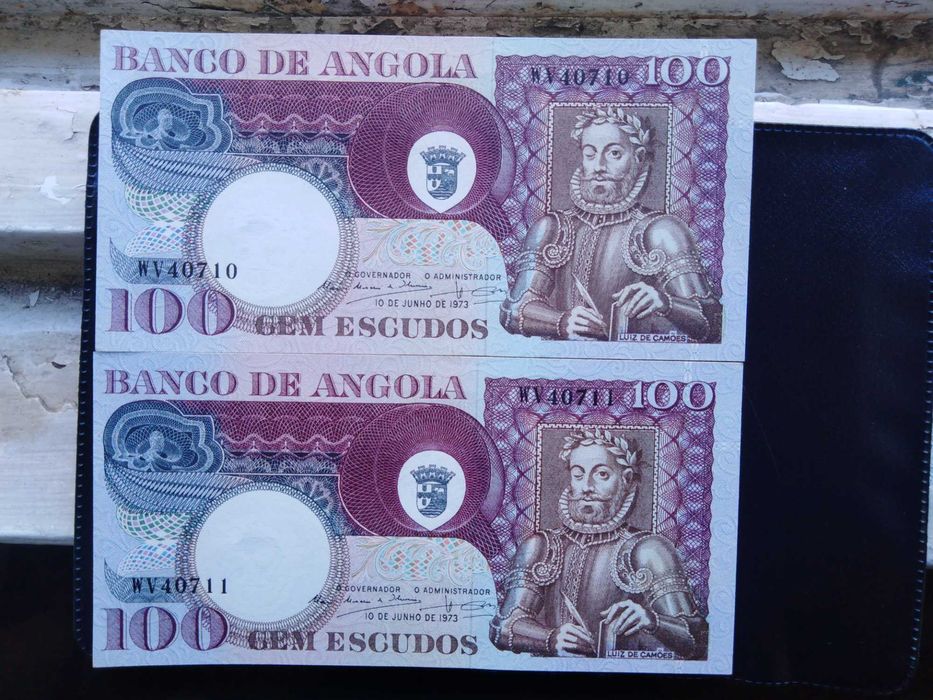 BANCO DE ANGOLA
WV40710 100
WV40710
O GOVERNADOR O ADMINISTRADOR
10 DE JUNHO DE 1973
100 CEM ESCUDOS
LUIZ DE CAMÕES
BANCO DE ANGOLA
WV40711 100
WV40711
O GOVERNADOR O ADMINISTRADOR
10 DE JUNHO DE 1973
100 CEM ESCUDOS
LUIZ DE CAMÕES